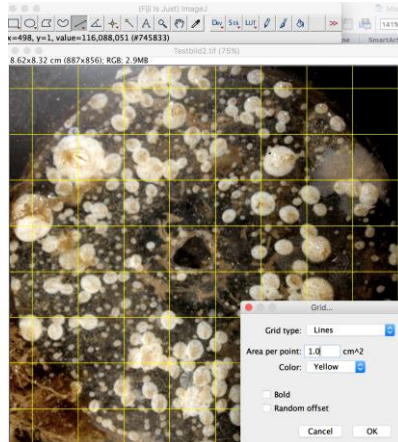 (Fiji Is Just) ImageJ
Dev Stk LUT
x=498, y=1, value=116,088,051 (#745833)
141%
SmartArt
Testbild2.tif (75%)
8.62x8.32 cm (887x856); RGB: 2.9MB
Grid...
Grid type: Lines
Area per point: 1.0 cm^2
Color: Yellow
Bold
Random offset
Cancel OK